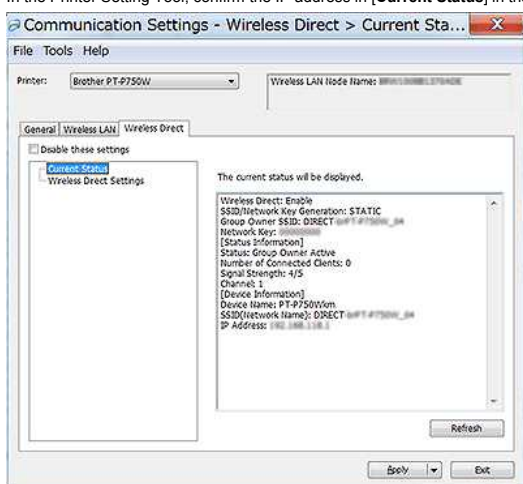 In the Printer Setting Tool, confirm the IP address in [Current Status] in the
Communication Settings - Wireless Direct > Current Sta...
File Tools Help
Printer: Brother PT-P750W Wireless LAN Node Name:
General Wireless LAN Wireless Direct
Disable these settings
Current Status
Wireless Direct Settings
The current status will be displayed.
Wireless Direct: Enable
SSID/Network Key Generation: STATIC
Group Owner SSID: DIRECT
Network Key:
[Status Information]
Status: Group Owner Active
Number of Connected Clients: 0
Signal Strength: 4/5
Channel: 1
[Device Information]
Device Name: PT-P750Wkm
SSID(Network Name): DIRECT
IP Address:
Refresh
Apply Exit